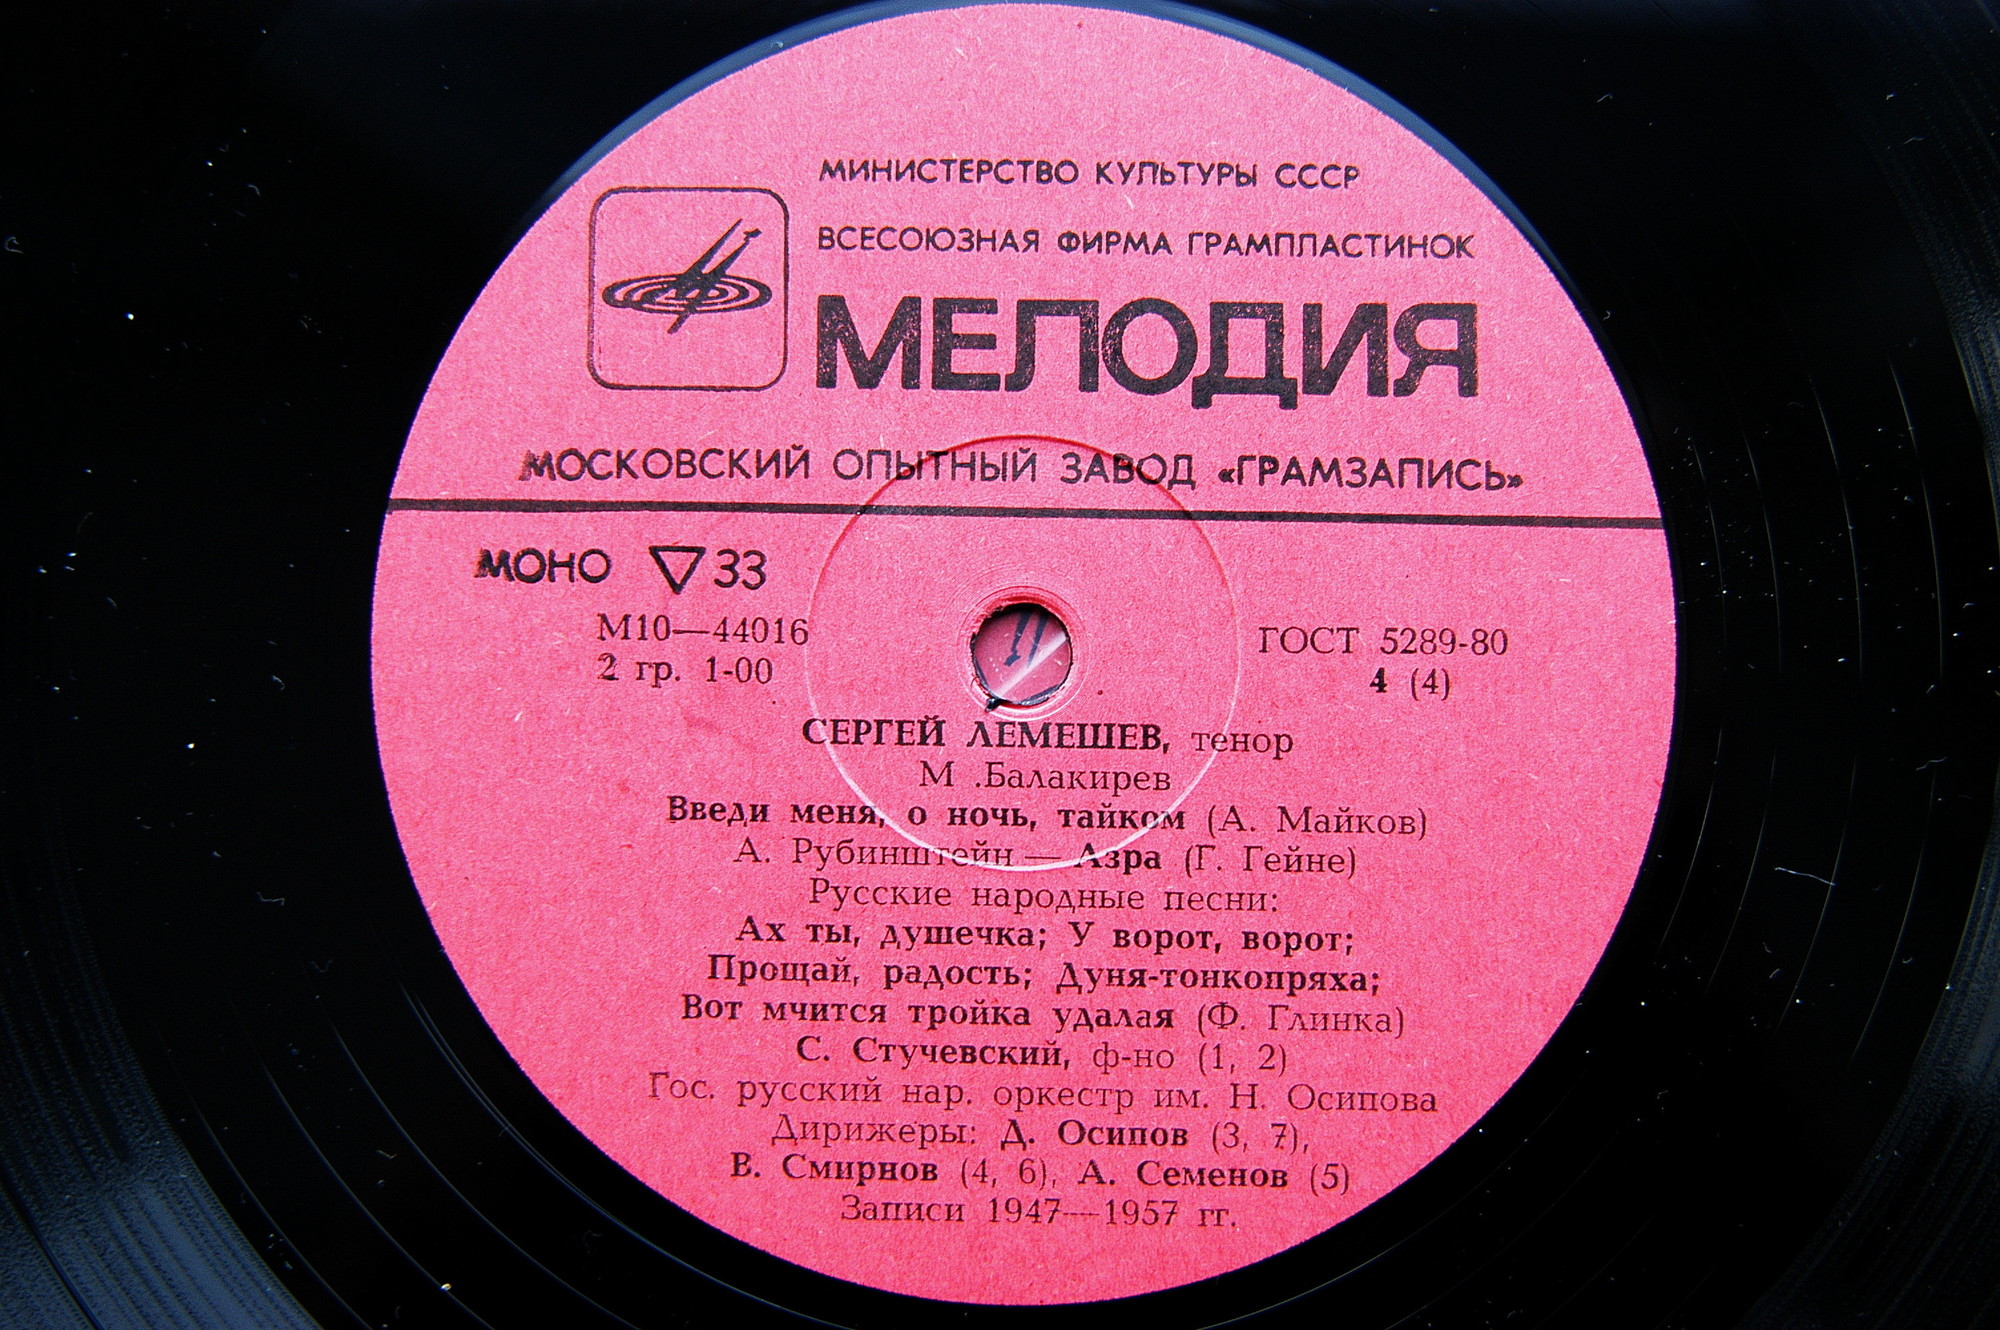 МИНИСТЕРСТВО КУЛЬТУРЫ СССР
ВСЕСОЮЗНАЯ ФИРМА ГРАМПЛАСТИНОК
МЕЛОДИЯ
МОСКОВСКИЙ ОПЫТНЫЙ ЗАВОД «ГРАМЗАПИСЬ»
МОНО ▽ 33
М10—44016
2 гр. 1-00
ГОСТ 5289-80
4 (4)
СЕРГЕЙ ЛЕМЕШЕВ, тенор
М .Балакирев
Введи меня, о ночь, тайком (А. Майков)
А. Рубинштейн — Азра (Г. Гейне)
Русские народные песни:
Ах ты, душечка; У ворот, ворот;
Прощай, радость; Дуня-тонкопряха;
Вот мчится тройка удалая (Ф. Глинка)
С. Стучевский, ф-но (1, 2)
Гос. русский нар. оркестр им. Н. Осипова
Дирижеры: Д. Осипов (3, 7),
В. Смирнов (4, 6), А. Семенов (5)
Записи 1947—1957 гг.